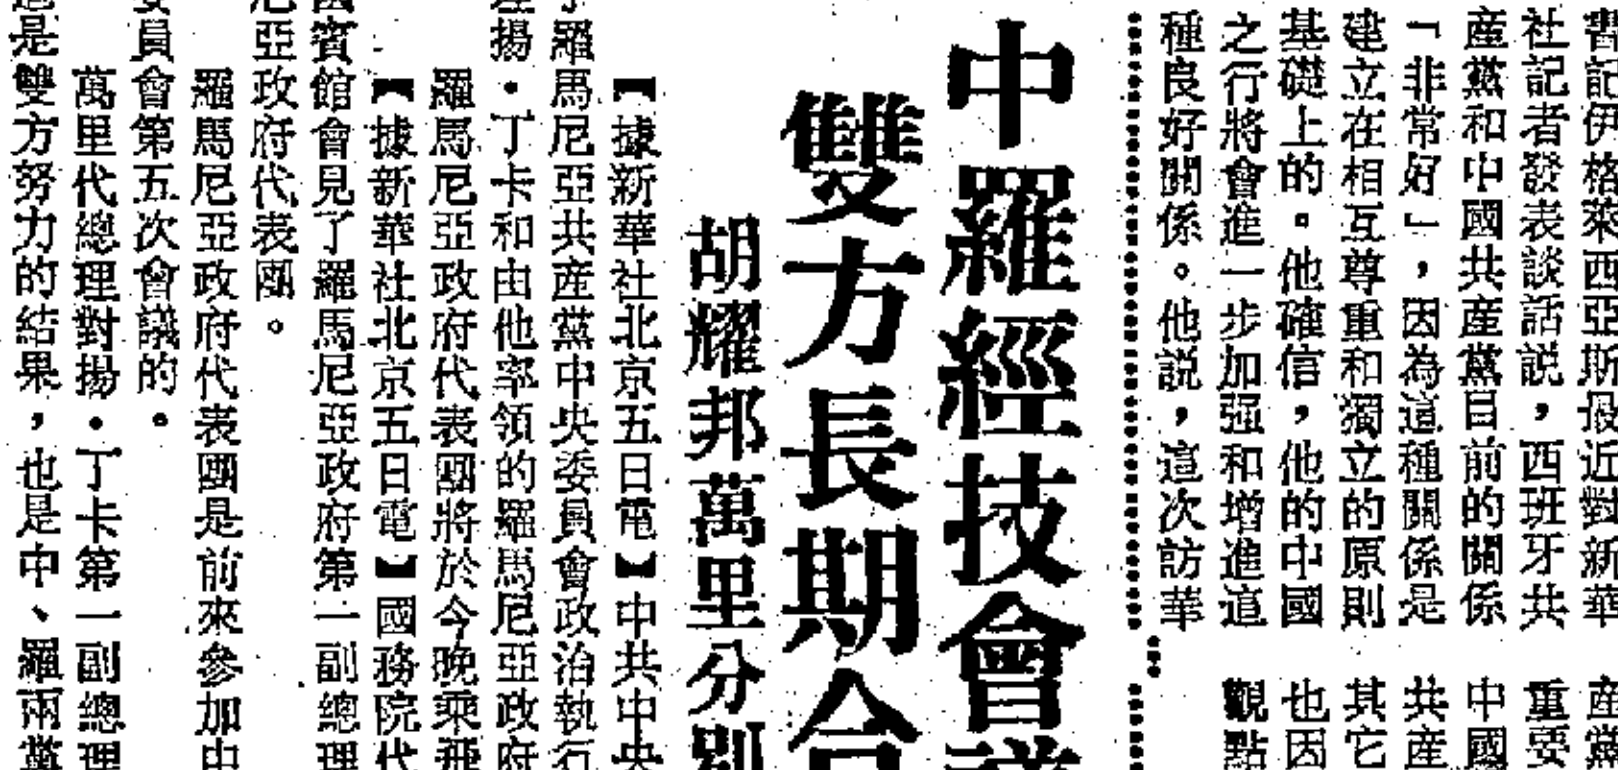 書記伊格萊西亞斯最近對新華
社記者發表談話説，西班牙共
産黨和中國共産黨目前的關係
「非常好」，因為這種關係是
建立在相互尊重和獨立的原則
基礎上的。他確信，他的中國
之行將會進一步加强和增進這
種良好關係。他説，這次訪華
産黨
重要
中國
共産
其它
也因
觀點
中羅經技會議
雙方長期合
胡耀邦萬里分別
【據新華社北京五日電】中共中央
羅馬尼亞共産黨中央委員會政治執行
揚·丁卡和由他率領的羅馬尼亞政府
羅馬尼亞政府代表團將於今晚乘飛
【據新華社北京五日電】國務院代
賓館會見了羅馬尼亞政府第一副總理
亞政府代表團。
羅馬尼亞政府代表團是前來參加中
員會第五次會議的。
萬里代總理對揚·丁卡第一副總理
是雙方努力的結果，也是中、羅兩黨